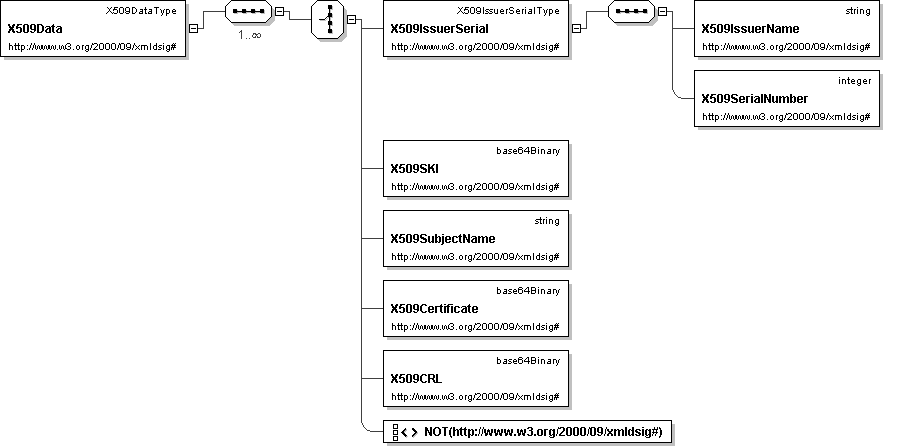 X509DataType
X509Data
http://www.w3.org/2000/09/xmldsig#
1..∞
X509IssuerSerialType
X509IssuerSerial
http://www.w3.org/2000/09/xmldsig#
string
X509IssuerName
http://www.w3.org/2000/09/xmldsig#
integer
X509SerialNumber
http://www.w3.org/2000/09/xmldsig#
base64Binary
X509SKI
http://www.w3.org/2000/09/xmldsig#
string
X509SubjectName
http://www.w3.org/2000/09/xmldsig#
base64Binary
X509Certificate
http://www.w3.org/2000/09/xmldsig#
base64Binary
X509CRL
http://www.w3.org/2000/09/xmldsig#
NOT(http://www.w3.org/2000/09/xmldsig#)